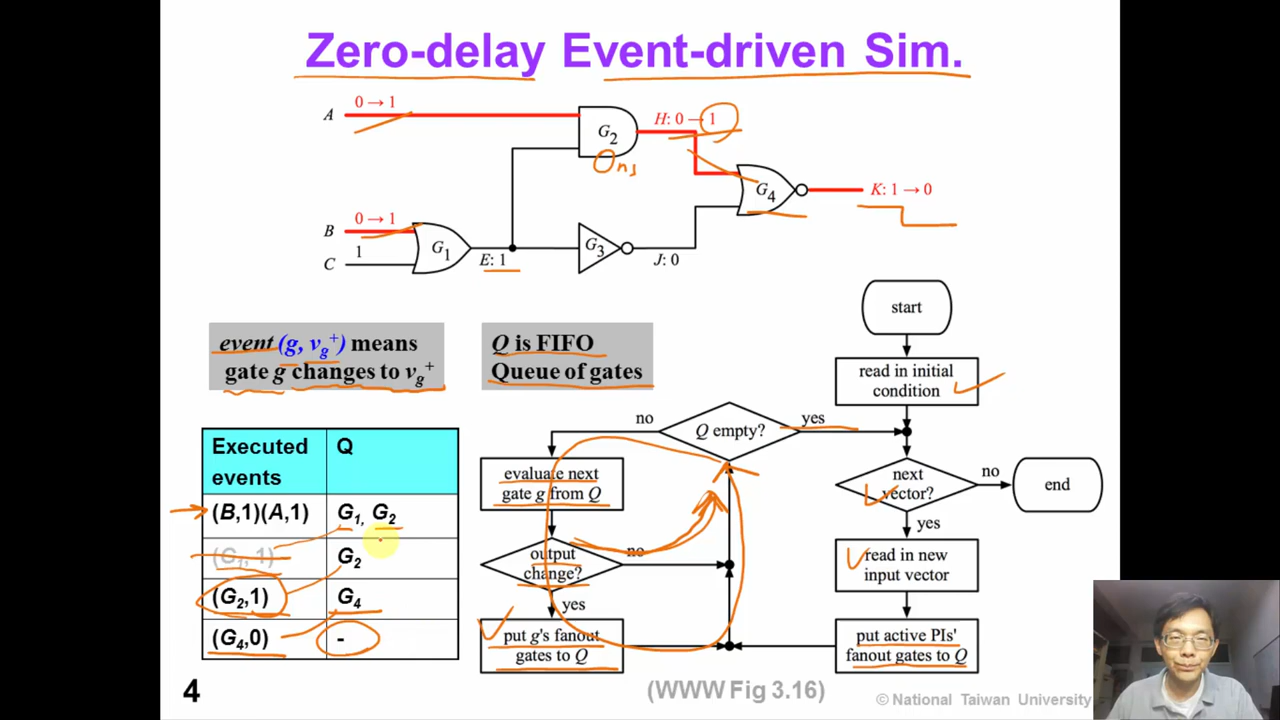 Zero-delay Event-driven Sim.
A
0 → 1
G2
0ns
H: 0 → 1
G4
K: 1 → 0
B
0 → 1
C
1
G1
E: 1
G3
J: 0
event (g, vg+) means
gate g changes to vg+
Q is FIFO
Queue of gates
Executed events
Q
(B,1)(A,1)
G1, G2
(G1, 1)
G2
(G2,1)
G4
(G4,0)
-
start
read in initial
condition
Q empty?
no
yes
evaluate next
gate g from Q
output
change?
no
yes
put g's fanout
gates to Q
next
vector?
no
end
yes
read in new
input vector
put active PIs'
fanout gates to Q
4
(WWW Fig 3.16)
© National Taiwan University